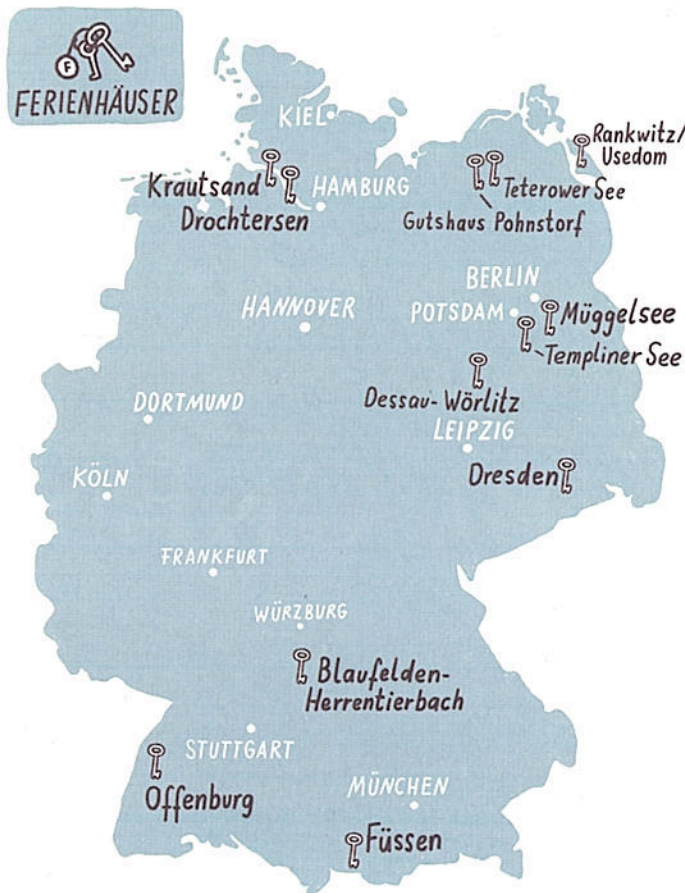 F
FERIENHÄUSER
KIEL
Rankwitz/
Usedom
Krautsand
Drochtersen
HAMBURG
Teterower See
Gutshaus Pohnstorf
BERLIN
HANNOVER
POTSDAM
Müggelsee
Templiner See
Dessau-Wörlitz
DORTMUND
LEIPZIG
KÖLN
Dresden
FRANKFURT
WÜRZBURG
Blaufelden-
Herrentierbach
STUTTGART
Offenburg
MÜNCHEN
Füssen